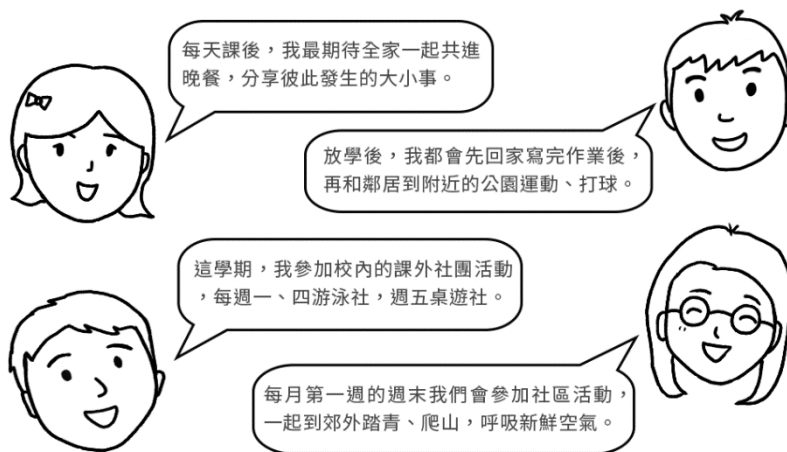 每天課後，我最期待全家一起共進
晚餐，分享彼此發生的大小事。
放學後，我都會先回家寫完作業後，
再和鄰居到附近的公園運動、打球。
這學期，我參加校內的課外社團活動
，每週一、四游泳社，週五桌遊社。
每月第一週的週末我們會參加社區活動，
一起到郊外踏青、爬山，呼吸新鮮空氣。